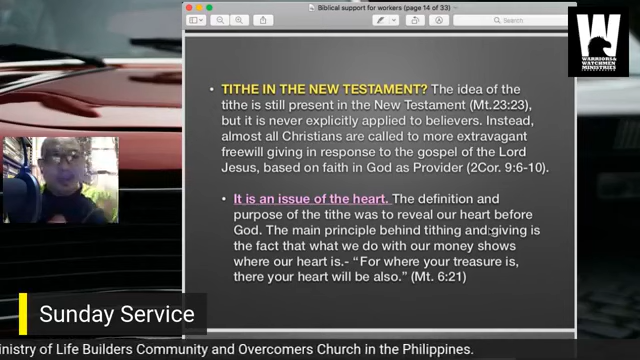 Biblical support for workers (page 14 of 33)
Search
WARRIORS &
WATCHMEN
MINISTRIES
• TITHE IN THE NEW TESTAMENT? The idea of the
tithe is still present in the New Testament (Mt.23:23),
but it is never explicitly applied to believers. Instead,
almost all Christians are called to more extravagant
freewill giving in response to the gospel of the Lord
Jesus, based on faith in God as Provider (2Cor. 9:6-10).
• It is an issue of the heart. The definition and
purpose of the tithe was to reveal our heart before
God. The main principle behind tithing and giving is
the fact that what we do with our money shows
where our heart is.- “For where your treasure is,
there your heart will be also.” (Mt. 6:21)
Sunday Service
inistry of Life Builders Community and Overcomers Church in the Philippines.